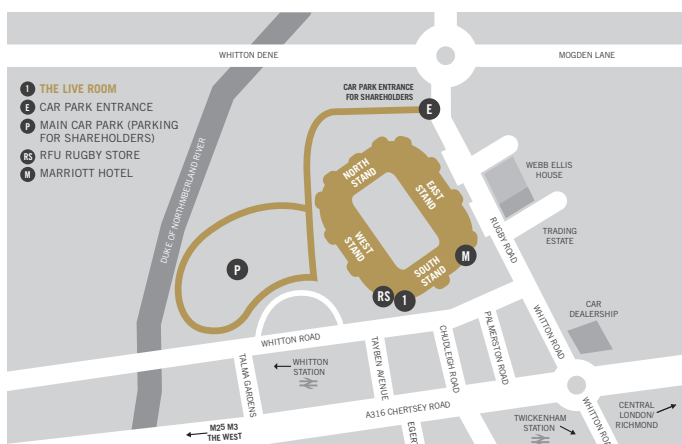 WHITTON DENE
MOGDEN LANE
1 THE LIVE ROOM
E CAR PARK ENTRANCE
P MAIN CAR PARK (PARKING
FOR SHAREHOLDERS)
RS RFU RUGBY STORE
M MARRIOTT HOTEL
CAR PARK ENTRANCE
FOR SHAREHOLDERS
E
DUKE OF NORTHMBERLAND RIVER
NORTH
STAND
EAST
STAND
WEST
STAND
SOUTH
STAND
WEBB ELLIS
HOUSE
RUGBY ROAD
TRADING
ESTATE
M
P
RS
1
WHITTON ROAD
WHITTON ROAD
CAR
DEALERSHIP
TALMA GARDENS
WHITTON
STATION
TAYBEN AVENUE
CHUDLEIGH ROAD
PALMERSTON ROAD
A316 CHERTSEY ROAD
M25 M3
THE WEST
EGER
TWICKENHAM
STATION
WHITTON RO
CENTRAL
LONDON/
RICHMOND